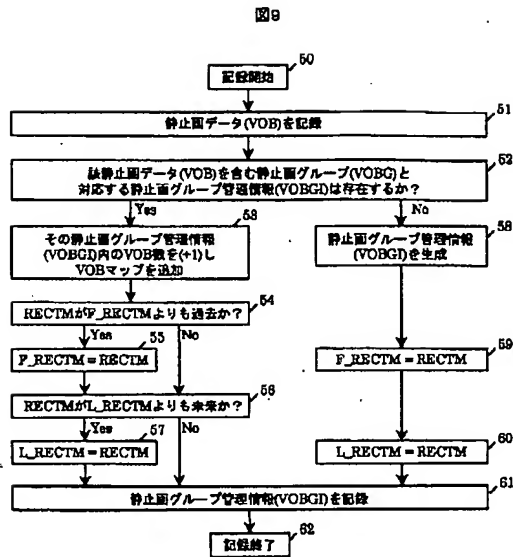 図9
50
記録開始
51
静止画データ(VOB)を記録
52
該静止画データ(VOB)を含む静止画グループ(VOBG)と
対応する静止画グループ管理情報(VOBGI)は存在するか?
Yes
No
53
その静止画グループ管理情報
(VOBGI)内のVOB数を(+1)し
VOBマップを追加
58
静止画グループ管理情報
(VOBGI)を生成
54
RECTMがF_RECTMよりも過去か?
Yes
No
55
F_RECTM=RECTM
59
F_RECTM=RECTM
56
RECTMがL_RECTMよりも未来か?
Yes
No
57
L_RECTM=RECTM
60
L_RECTM=RECTM
61
静止画グループ管理情報(VOBGI)を記録
62
記録終了